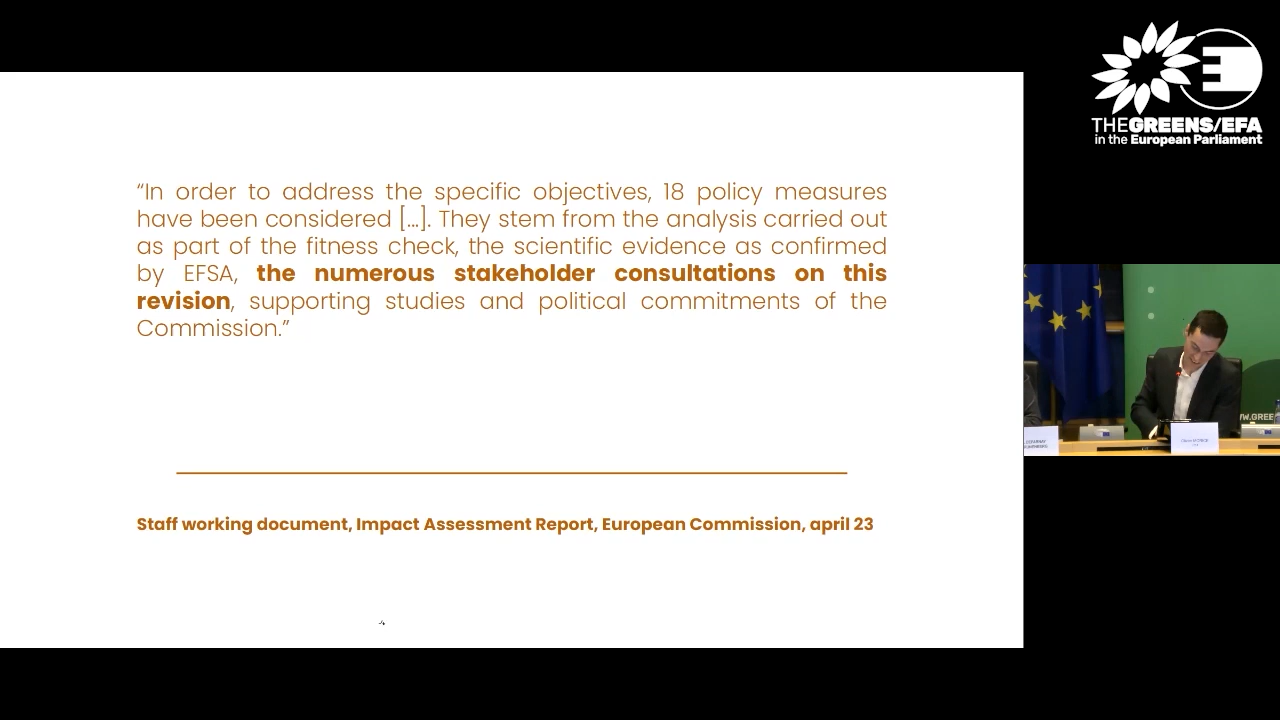 “In order to address the specific objectives, 18 policy measures
have been considered [...]. They stem from the analysis carried out
as part of the fitness check, the scientific evidence as confirmed
by EFSA, the numerous stakeholder consultations on this
revision, supporting studies and political commitments of the
Commission.”
Staff working document, Impact Assessment Report, European Commission, april 23
THEGREENS/EFA
in the European Parliament